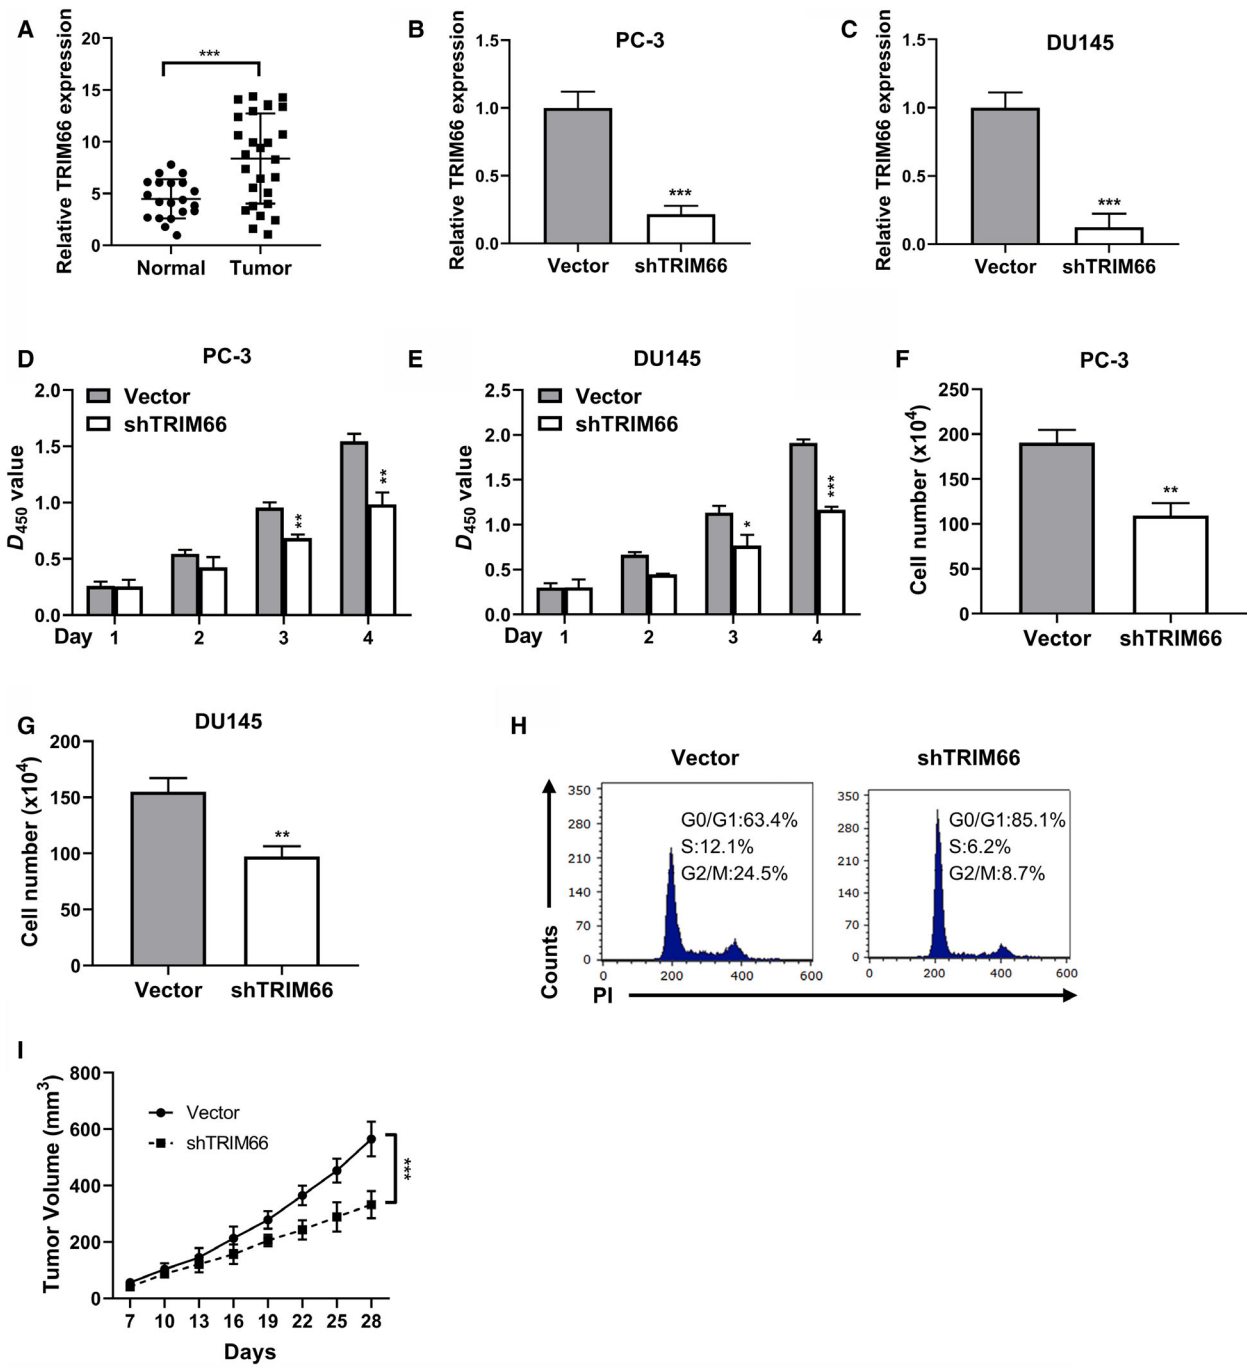 A
Relative TRIM66 expression
20
15
10
5
0
***
Normal Tumor
B
PC-3
Relative TRIM66 expression
1.5
1.0
0.5
0.0
***
Vector shTRIM66
C
DU145
Relative TRIM66 expression
1.5
1.0
0.5
0.0
***
Vector shTRIM66
D
PC-3
D450 value
2.0
1.5
1.0
0.5
0.0
Vector
shTRIM66
**
**
Day 1 2 3 4
E
DU145
D450 value
2.5
2.0
1.5
1.0
0.5
0.0
Vector
shTRIM66
*
***
Day 1 2 3 4
F
PC-3
Cell number (x10^4)
250
200
150
100
50
0
**
Vector shTRIM66
G
DU145
Cell number (x10^4)
200
150
100
50
0
**
Vector shTRIM66
H
Vector
350
280
210
140
70
0
G0/G1:63.4%
S:12.1%
G2/M:24.5%
0 200 400 600
shTRIM66
350
280
210
140
70
0
G0/G1:85.1%
S:6.2%
G2/M:8.7%
0 200 400 600
Counts
PI
I
Tumor Volume (mm^3)
800
600
400
200
0
Vector
shTRIM66
***
7 10 13 16 19 22 25 28
Days